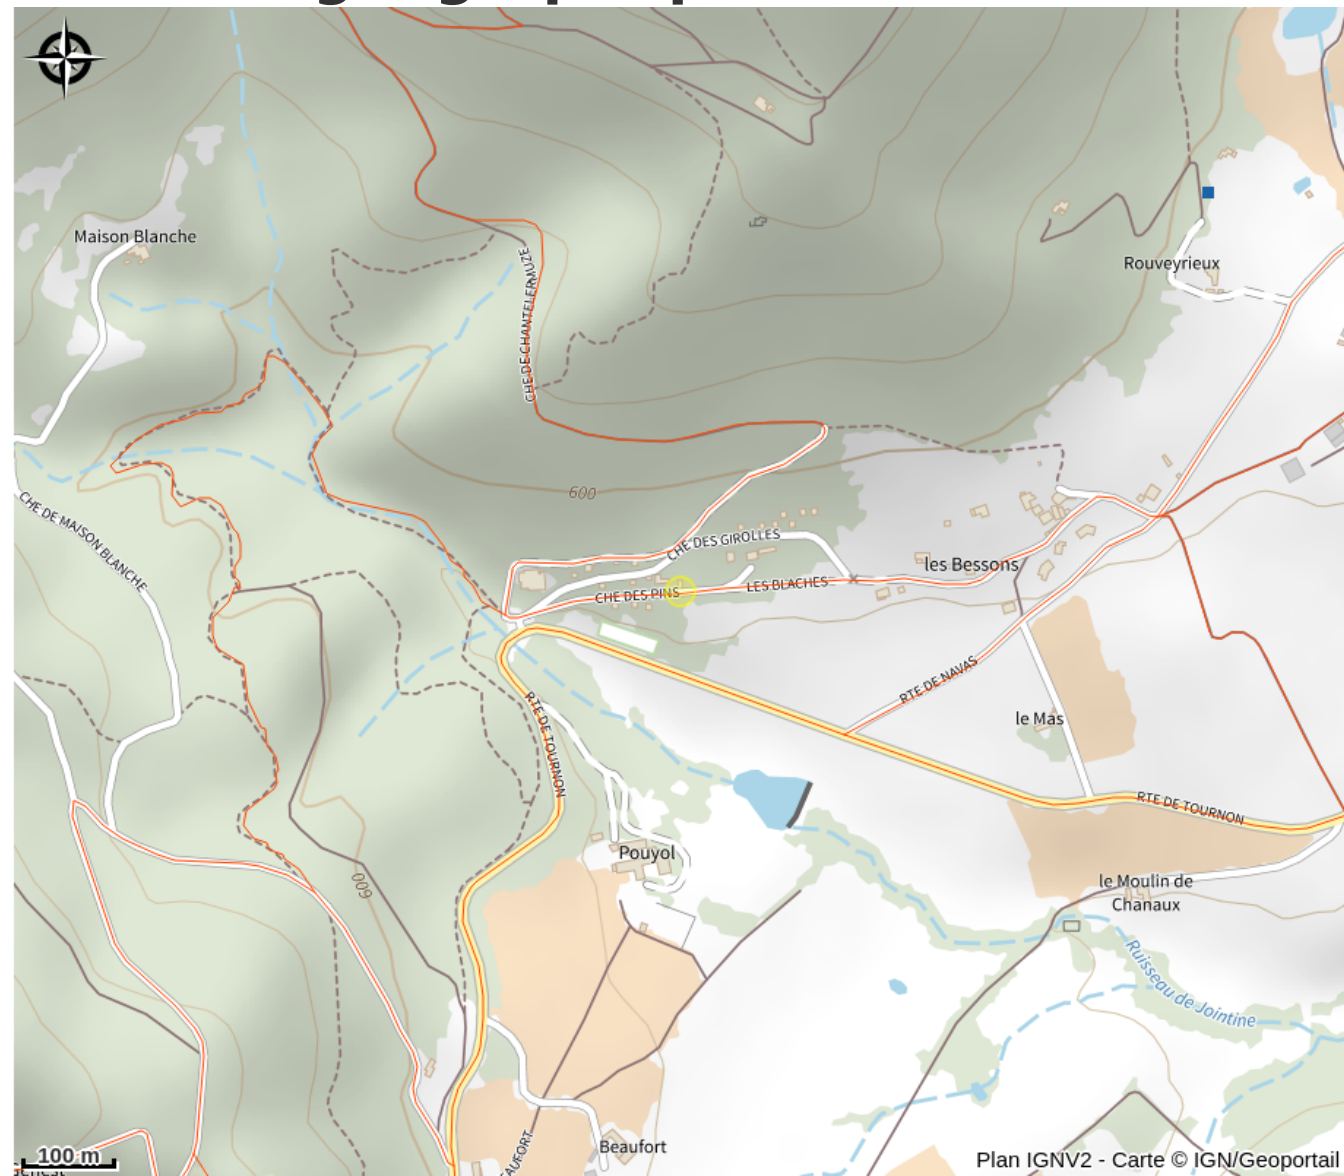 Maison Blanche
Rouveyrieux
CHE DE CHANTELERMUZE
600
CHE DE MAISON BLANCHE
CHE DES GIROLLES
les Bessons
LES BLACHES
CHE DES PINS
RTE DE NAVAS
le Mas
RTE DE TOURNON
RTE DE TOURNON
Pouyol
600
le Moulin de
Chanaux
Ruisseau de Jointine
Beaufort
100 m
Plan IGNV2 - Carte © IGN/Geoportail